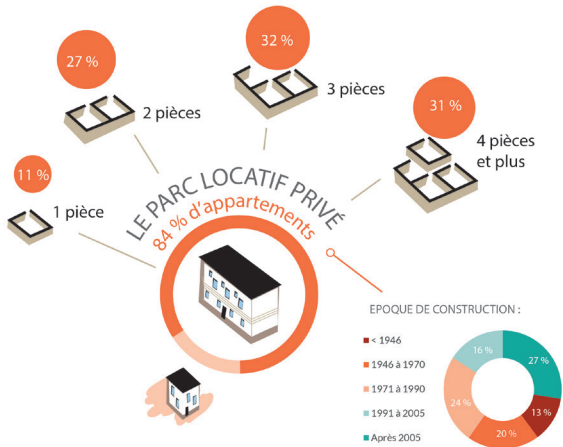 32 %
27 %
3 pièces
31 %
2 pièces
4 pièces
et plus
11 %
1 pièce
LE PARC LOCATIF PRIVÉ
84 % d'appartements
EPOQUE DE CONSTRUCTION :
< 1946
1946 à 1970
1971 à 1990
1991 à 2005
Après 2005
16 %
27 %
24 %
13 %
20 %